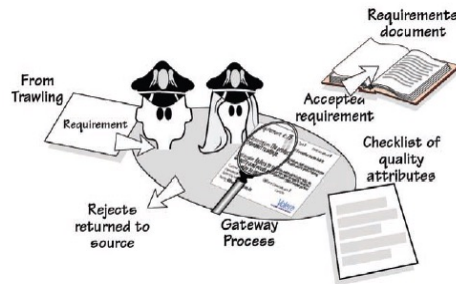 Requirements
document
From
Trawling
Requirement
Accepted
requirement
Checklist of
quality
attributes
Rejects
returned to
source
Gateway
Process